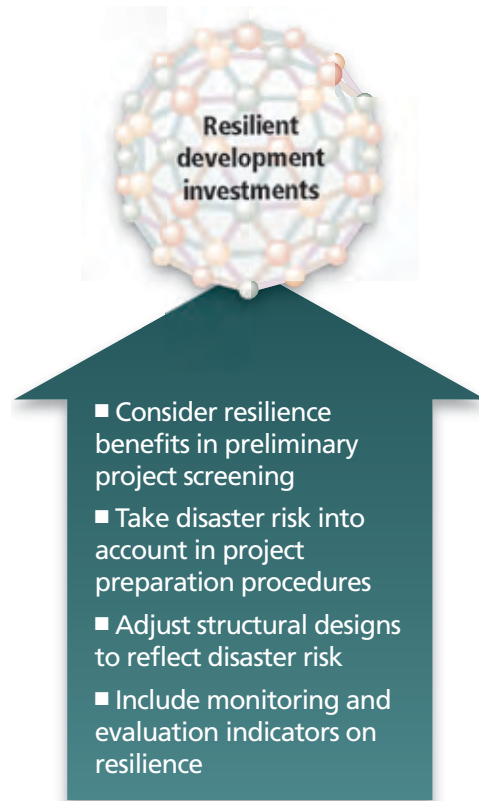 Resilient
development
investments
■ Consider resilience
benefits in preliminary
project screening
■ Take disaster risk into
account in project
preparation procedures
■ Adjust structural designs
to reflect disaster risk
■ Include monitoring and
evaluation indicators on
resilience